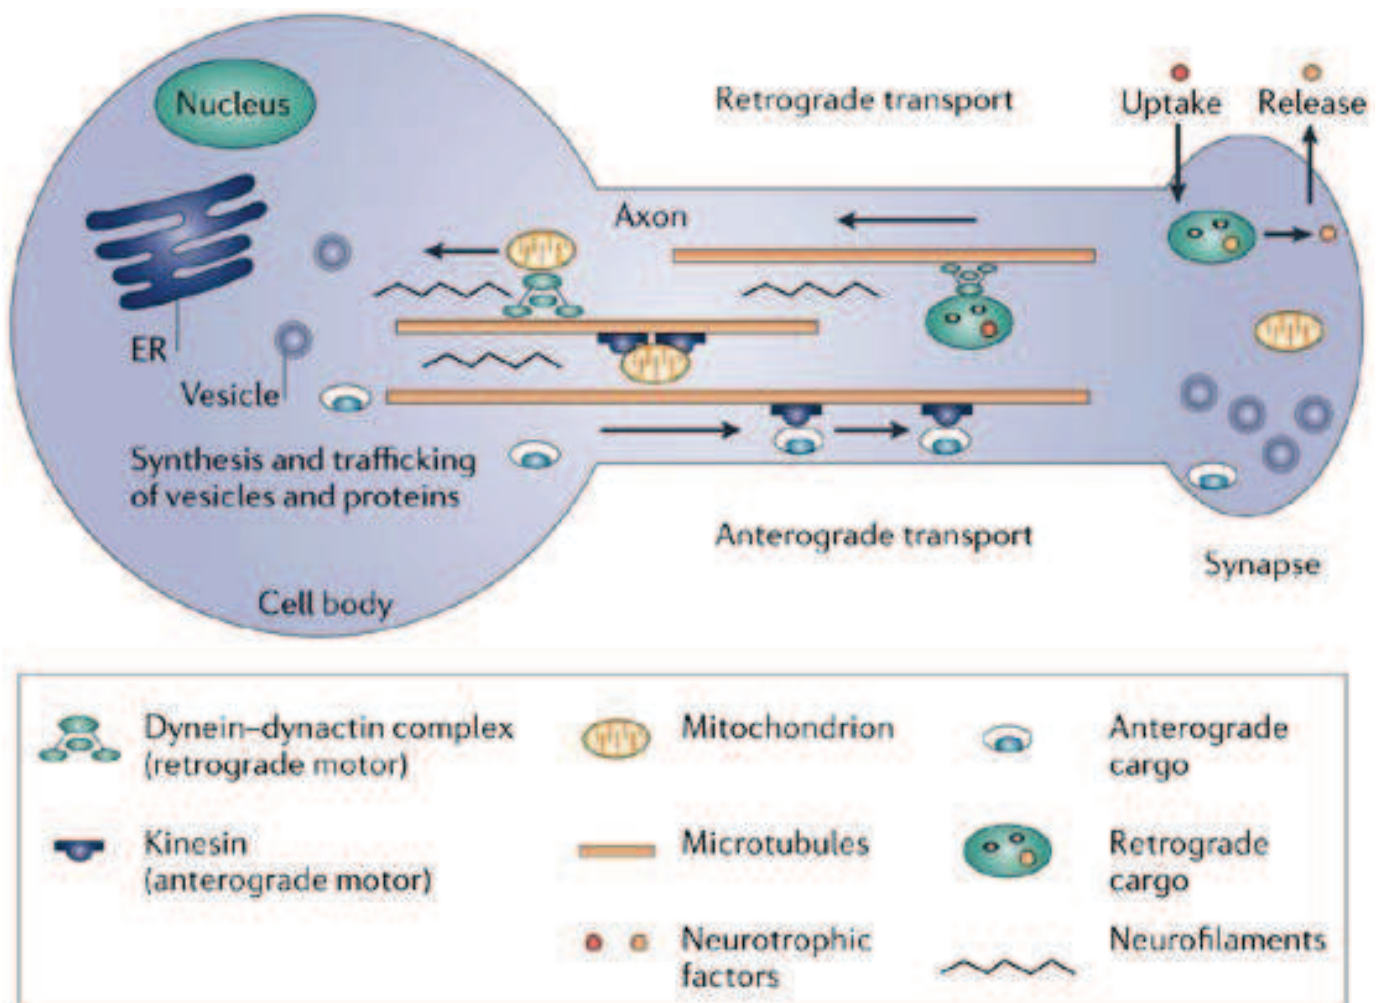 Nucleus
Retrograde transport
Uptake
Release
Axon
ER
Vesicle
Synthesis and trafficking
of vesicles and proteins
Anterograde transport
Synapse
Cell body
Dynein–dynactin complex
(retrograde motor)
Mitochondrion
Anterograde
cargo
Kinesin
(anterograde motor)
Microtubules
Retrograde
cargo
Neurotrophic
factors
Neurofilaments